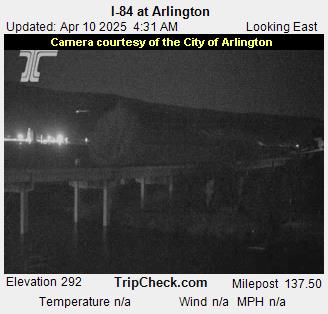 I-84 at Arlington
Updated: Apr 10 2025 4:31 AM Looking East
Camera courtesy of the City of Arlington
Elevation 292 TripCheck.com Milepost 137.50
Temperature n/a Wind n/a MPH n/a